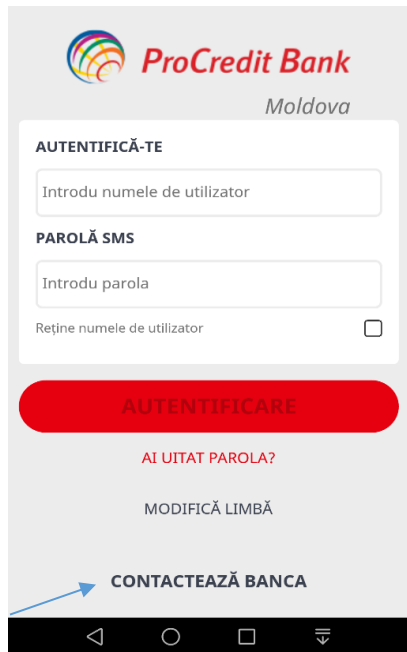 ProCredit Bank
Moldova
AUTENTIFICĂ-TE
Introdu numele de utilizator
PAROLĂ SMS
Introdu parola
Reține numele de utilizator
AUTENTIFICARE
AI UITAT PAROLA?
MODIFICĂ LIMBĂ
CONTACTEAZĂ BANCA